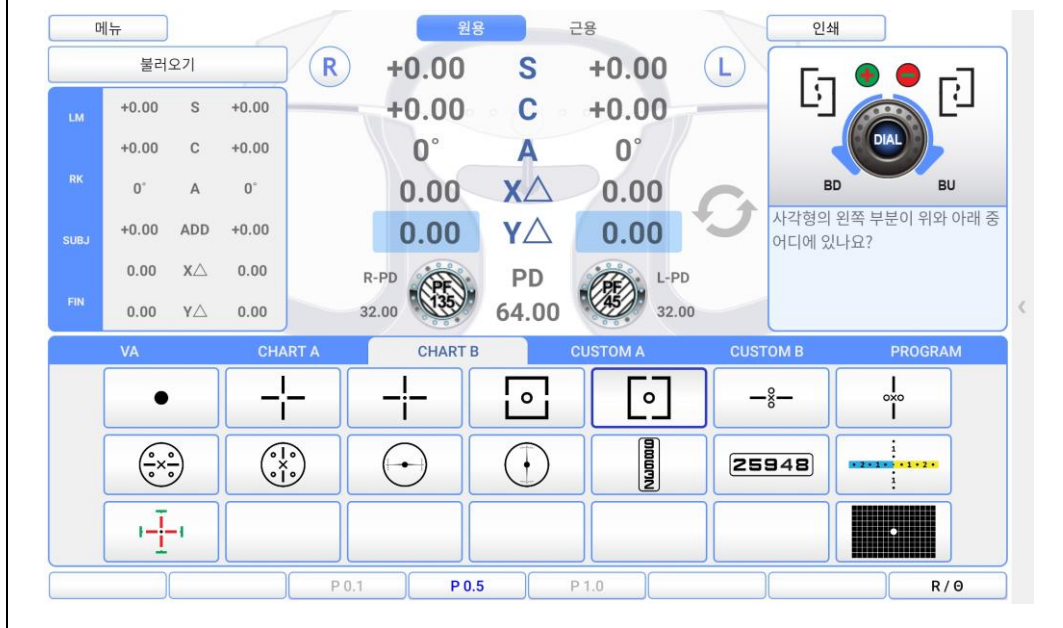 메뉴
원용
근용
인쇄
불러오기
R
L
+0.00 S +0.00
+0.00 C +0.00
0° A 0°
0.00 X△ 0.00
0.00 Y△ 0.00
R-PD
PF 135
PD
PF 45
L-PD
32.00
64.00
32.00
LM
RK
SUBJ
FIN
+0.00 S +0.00
+0.00 C +0.00
0° A 0°
+0.00 ADD +0.00
0.00 X△ 0.00
0.00 Y△ 0.00
DIAL
BD
BU
사각형의 왼쪽 부분이 위와 아래 중
어디에 있나요?
VA CHART A CHART B CUSTOM A CUSTOM B PROGRAM
25948
P 0.1 P 0.5 P 1.0 R / Θ